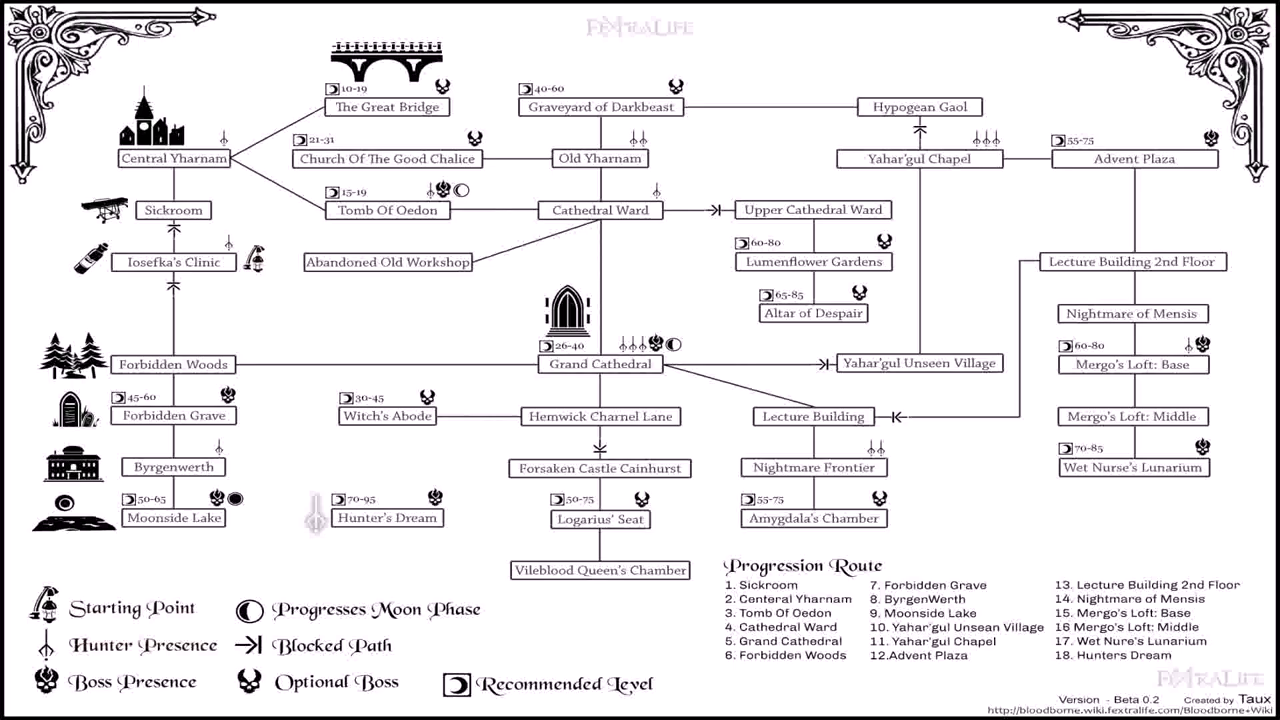 FEXTRALIFE
10-19
40-60
The Great Bridge
Graveyard of Darkbeast
Hypogean Gaol
21-31
55-75
Central Yharnam
Church Of The Good Chalice
Old Yharnam
Yahar'gul Chapel
Advent Plaza
15-19
Sickroom
Tomb Of Oedon
Cathedral Ward
Upper Cathedral Ward
60-80
Iosefka's Clinic
Abandoned Old Workshop
Lumenflower Gardens
Lecture Building 2nd Floor
65-85
Altar of Despair
Nightmare of Mensis
26-40
60-80
Forbidden Woods
Grand Cathedral
Yahar'gul Unseen Village
Mergo's Loft: Base
45-60
30-45
Forbidden Grave
Witch's Abode
Hemwick Charnel Lane
Lecture Building
Mergo's Loft: Middle
70-85
Byrgenwerth
Forsaken Castle Cainhurst
Nightmare Frontier
Wet Nurse's Lunarium
50-65
70-95
50-75
55-75
Moonside Lake
Hunter's Dream
Logarius' Seat
Amygdala's Chamber
Vileblood Queen's Chamber
Starting Point
Progresses Moon Phase
Hunter Presence
Blocked Path
Boss Presence
Optional Boss
Recommended Level
Progression Route
1. Sickroom
2. Centeral Yharnam
3. Tomb Of Oedon
4. Cathedral Ward
5. Grand Cathedral
6. Forbidden Woods
7. Forbidden Grave
8. ByrgenWerth
9. Moonside Lake
10. Yahar'gul Unsean Village
11. Yahar'gul Chapel
12.Advent Plaza
13. Lecture Building 2nd Floor
14. Nightmare of Mensis
15. Mergo's Loft: Base
16 Mergo's Loft: Middle
17. Wet Nure's Lunarium
18. Hunters Dream
FEXTRALIFE
Version - Beta 0.2 Created by Taux
http://bloodborne.wiki.fextralife.com/Bloodborne+Wiki